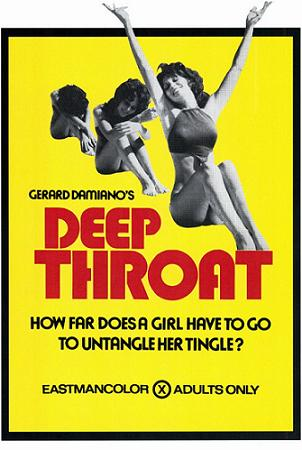 GERARD DAMIANO'S
DEEP
THROAT
HOW FAR DOES A GIRL HAVE TO GO
TO UNTANGLE HER TINGLE?
EASTMANCOLOR X ADULTS ONLY